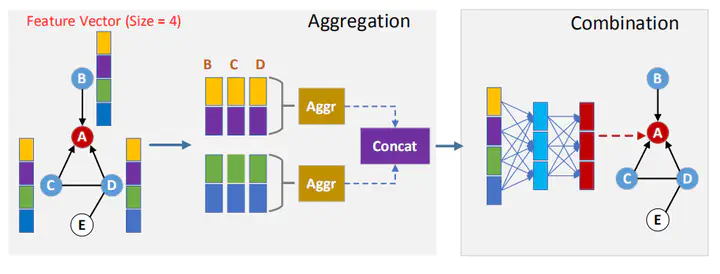 Feature Vector (Size = 4)
Aggregation
Combination
B
A
C
D
E
B C D
Aggr
Aggr
Concat
B
A
C
D
E